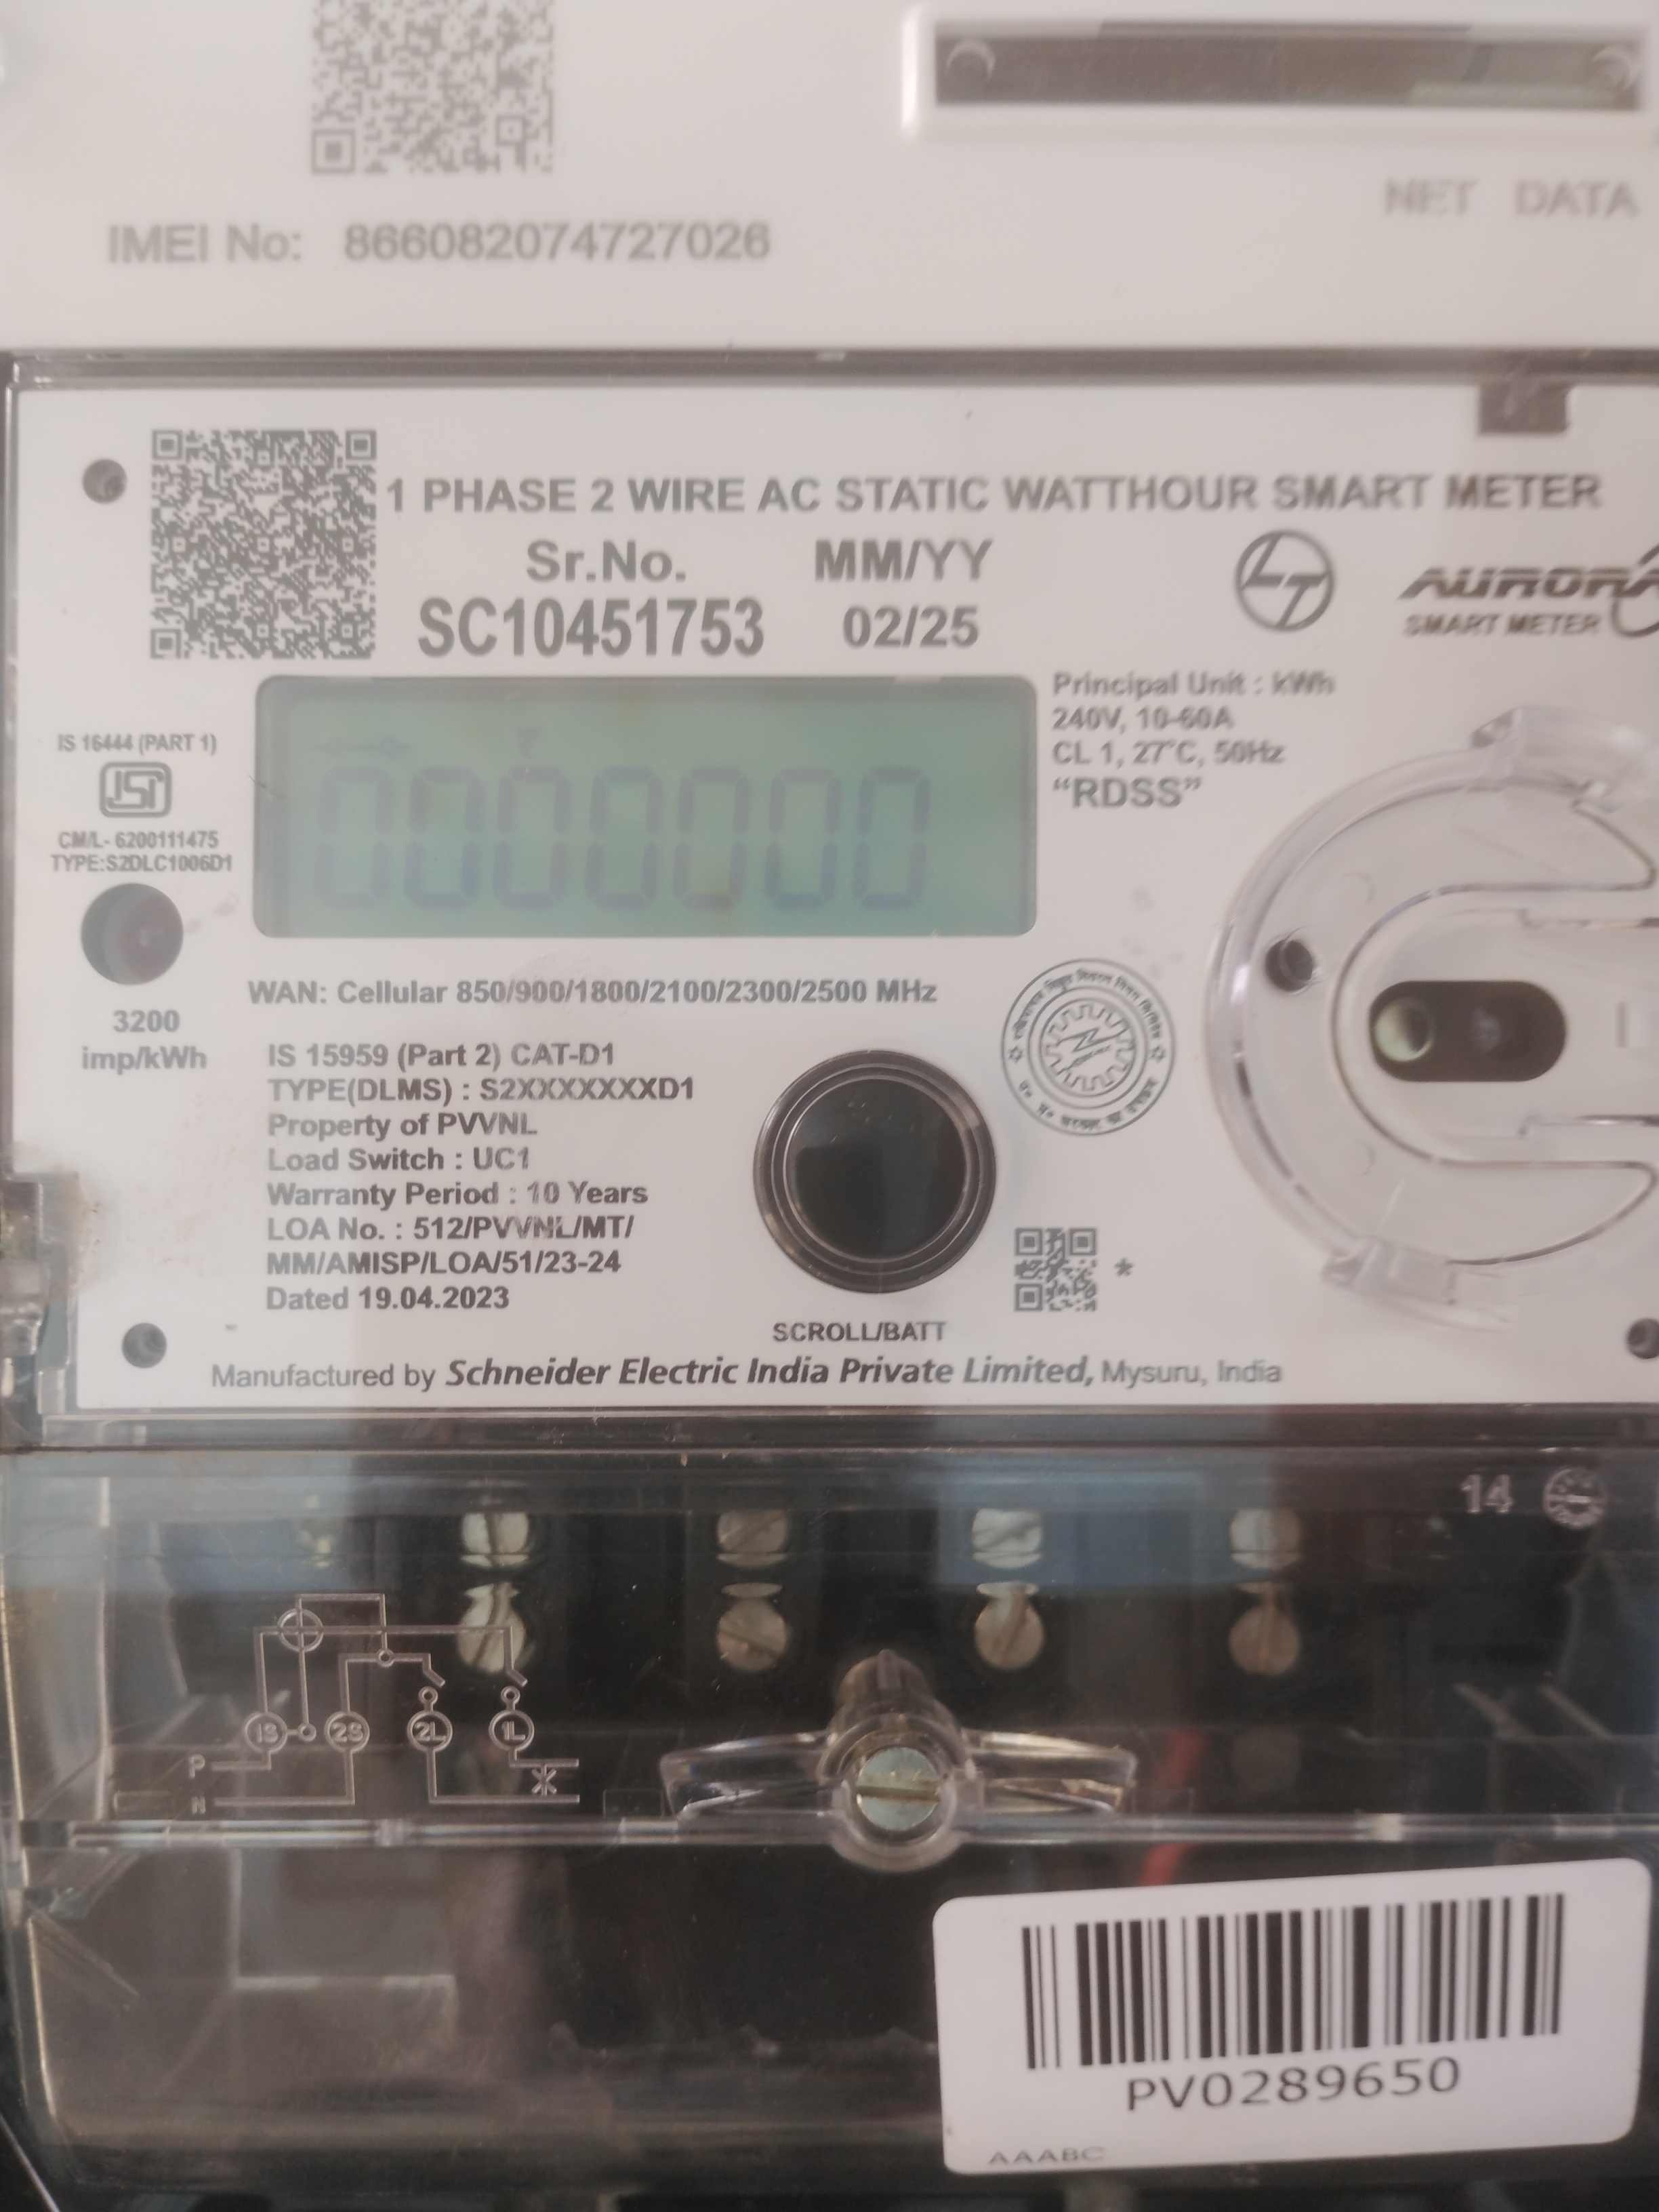 NET DATA
IMEI No: 866082074727026
1 PHASE 2 WIRE AC STATIC WATTHOUR SMART METER
Sr.No. MM/YY
SC10451753 02/25
LT
AURORA
SMART METER
Principal Unit : kWh
240V, 10-60A
CL 1, 27°C, 50Hz
“RDSS”
IS 16444 (PART 1)
ISI
CM/L- 6200111475
TYPE:S2DLC1006D1
0000000
3200
imp/kWh
WAN: Cellular 850/900/1800/2100/2300/2500 MHz
IS 15959 (Part 2) CAT-D1
TYPE(DLMS) : S2XXXXXXXD1
Property of PVVNL
Load Switch : UC1
Warranty Period : 10 Years
LOA No. : 512/PVVNL/MT/
MM/AMISP/LOA/51/23-24
Dated 19.04.2023
*
SCROLL/BATT
Manufactured by Schneider Electric India Private Limited, Mysuru, India
14
1S 2S 2L 1L
P
N
PV0289650
AAABC